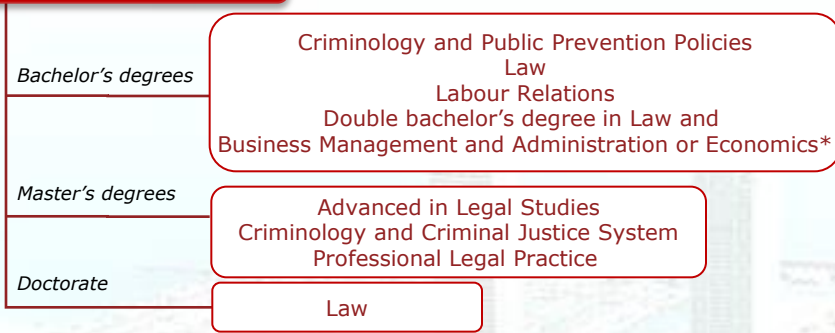 Bachelor's degrees
Criminology and Public Prevention Policies
Law
Labour Relations
Double bachelor's degree in Law and
Business Management and Administration or Economics*
Master's degrees
Advanced in Legal Studies
Criminology and Criminal Justice System
Professional Legal Practice
Doctorate
Law